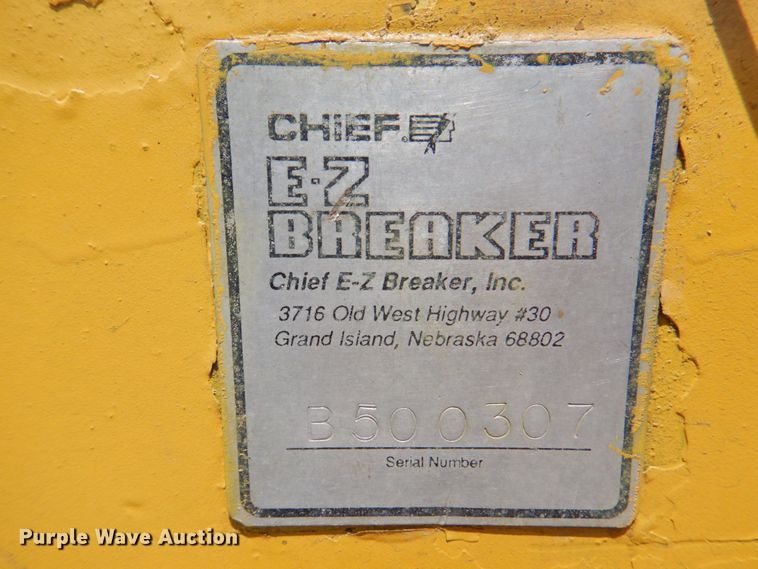 CHIEF
E-Z
BREAKER
Chief E-Z Breaker, Inc.
3716 Old West Highway #30
Grand Island, Nebraska 68802
B500307
Serial Number
Purple Wave Auction